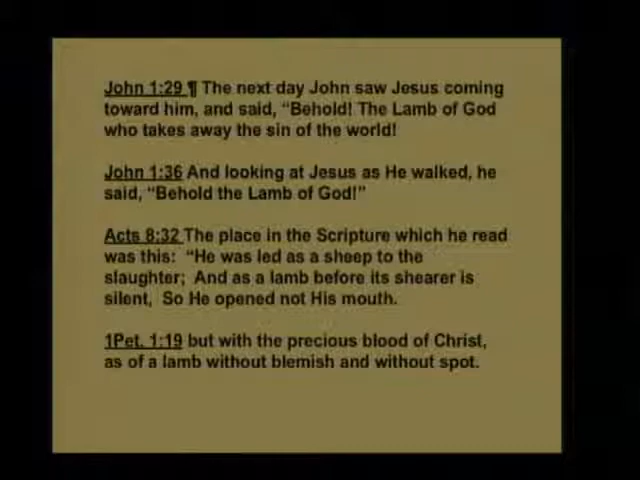 John 1:29 ¶ The next day John saw Jesus coming
toward him, and said, “Behold! The Lamb of God
who takes away the sin of the world!
John 1:36 And looking at Jesus as He walked, he
said, “Behold the Lamb of God!”
Acts 8:32 The place in the Scripture which he read
was this:  “He was led as a sheep to the
slaughter;  And as a lamb before its shearer is
silent,  So He opened not His mouth.
1Pet. 1:19 but with the precious blood of Christ,
as of a lamb without blemish and without spot.